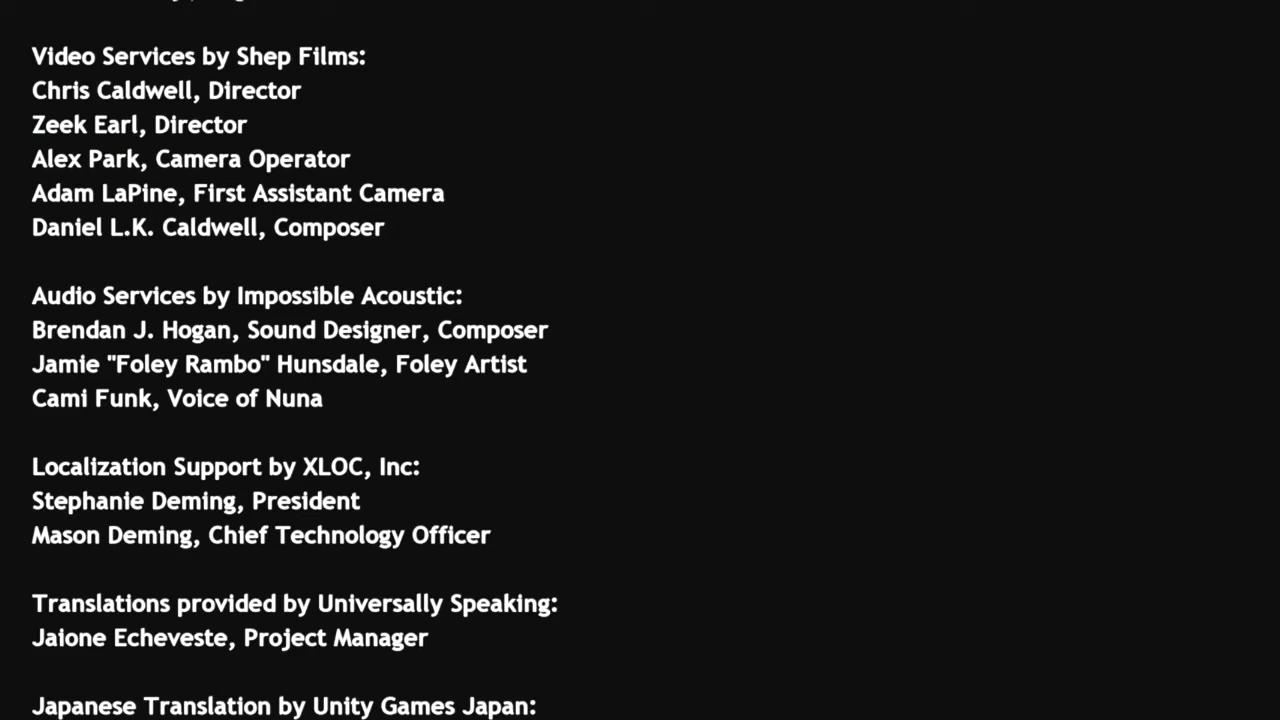 Video Services by Shep Films:
Chris Caldwell, Director
Zeek Earl, Director
Alex Park, Camera Operator
Adam LaPine, First Assistant Camera
Daniel L.K. Caldwell, Composer
Audio Services by Impossible Acoustic:
Brendan J. Hogan, Sound Designer, Composer
Jamie "Foley Rambo" Hunsdale, Foley Artist
Cami Funk, Voice of Nuna
Localization Support by XLOC, Inc:
Stephanie Deming, President
Mason Deming, Chief Technology Officer
Translations provided by Universally Speaking:
Jaione Echeveste, Project Manager
Japanese Translation by Unity Games Japan: